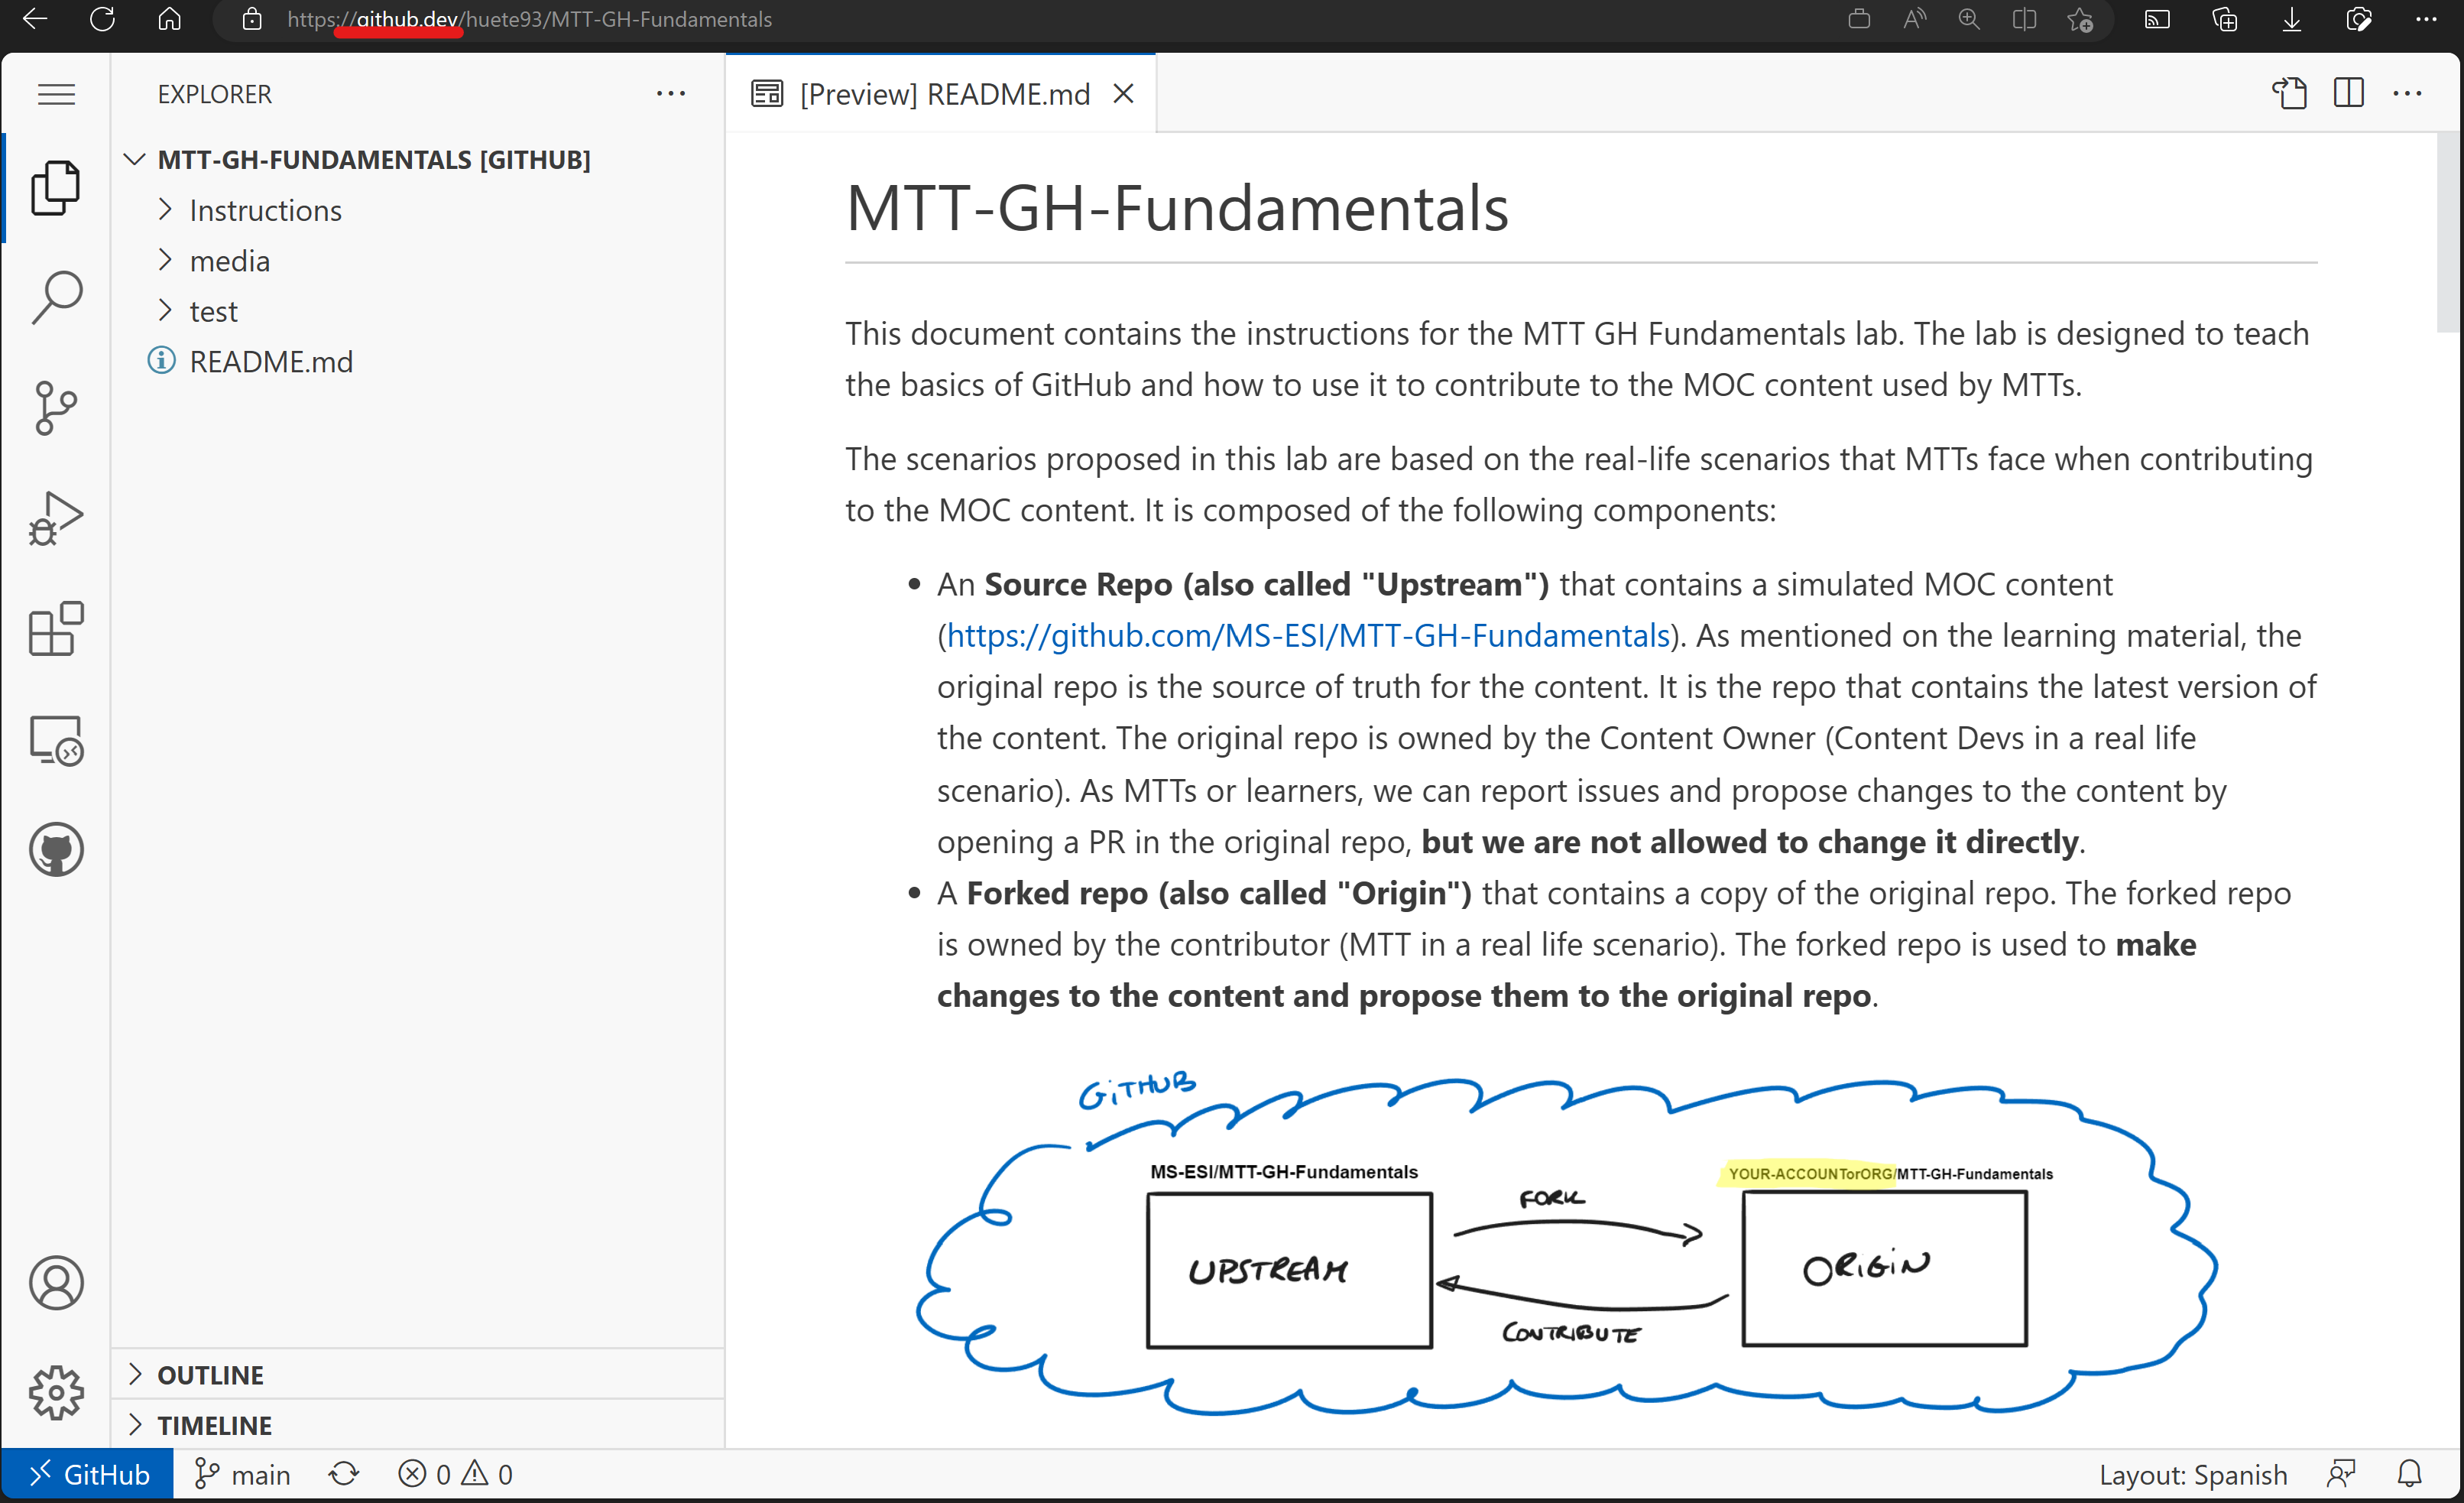 https://github.dev/huete93/MTT-GH-Fundamentals
EXPLORER
[Preview] README.md
MTT-GH-FUNDAMENTALS [GITHUB]
Instructions
media
test
README.md
MTT-GH-Fundamentals
This document contains the instructions for the MTT GH Fundamentals lab. The lab is designed to teach
the basics of GitHub and how to use it to contribute to the MOC content used by MTTs.
The scenarios proposed in this lab are based on the real-life scenarios that MTTs face when contributing
to the MOC content. It is composed of the following components:
• An Source Repo (also called "Upstream") that contains a simulated MOC content
(https://github.com/MS-ESI/MTT-GH-Fundamentals). As mentioned on the learning material, the
original repo is the source of truth for the content. It is the repo that contains the latest version of
the content. The original repo is owned by the Content Owner (Content Devs in a real life
scenario). As MTTs or learners, we can report issues and propose changes to the content by
opening a PR in the original repo, but we are not allowed to change it directly.
• A Forked repo (also called "Origin") that contains a copy of the original repo. The forked repo
is owned by the contributor (MTT in a real life scenario). The forked repo is used to make
changes to the content and propose them to the original repo.
GITHUB
MS-ESI/MTT-GH-Fundamentals
YOUR-ACCOUNTorORG/MTT-GH-Fundamentals
FORK
UPSTREAM
ORIGIN
CONTRIBUTE
OUTLINE
TIMELINE
GitHub main 0 0 Layout: Spanish